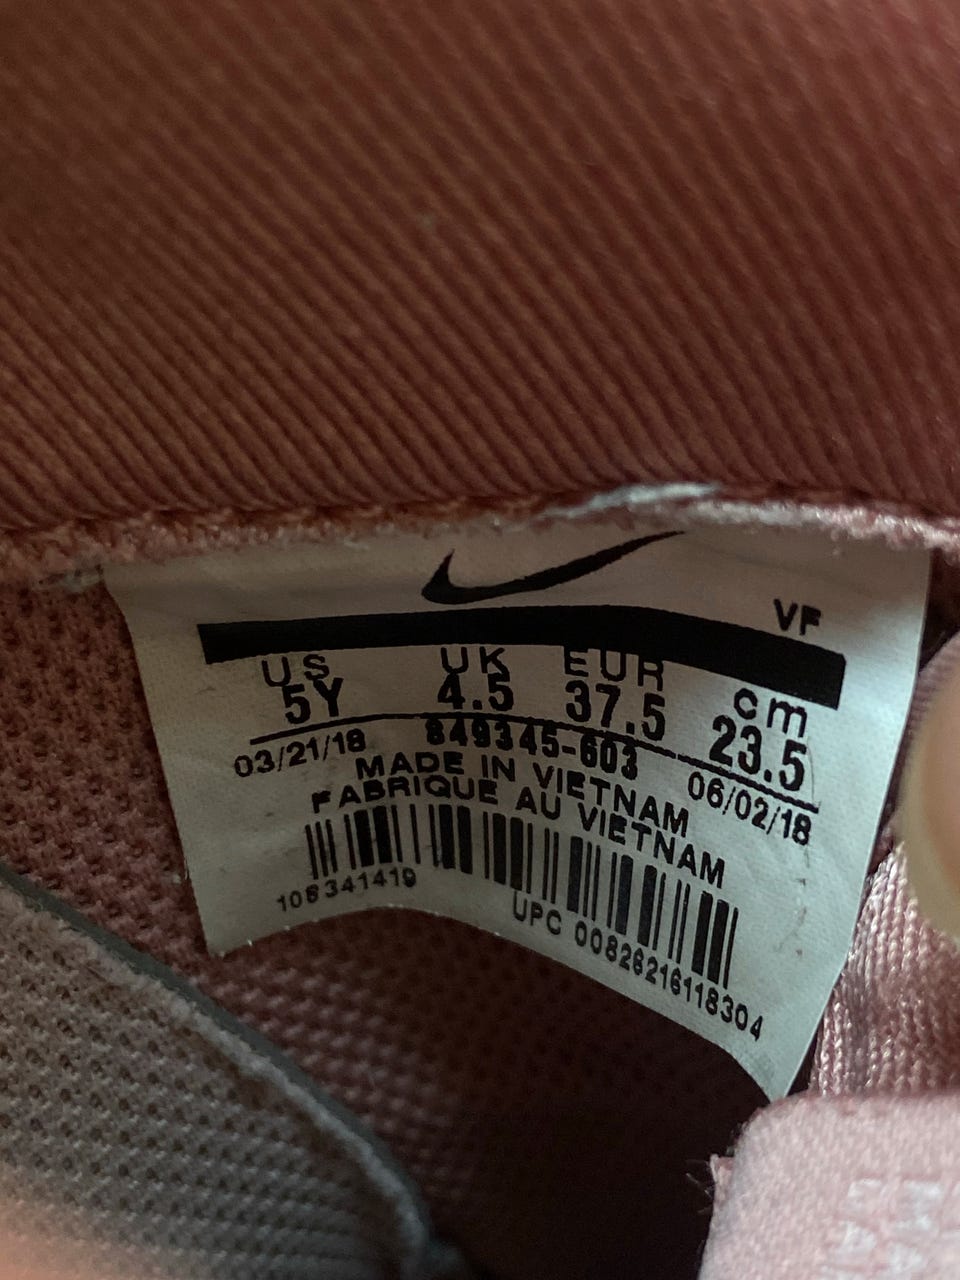 VF
US UK EUR cm
5Y 4.5 37.5 23.5
03/21/18 849345-603 06/02/18
MADE IN VIETNAM
FABRIQUE AU VIETNAM
108341419
UPC 00826216118304